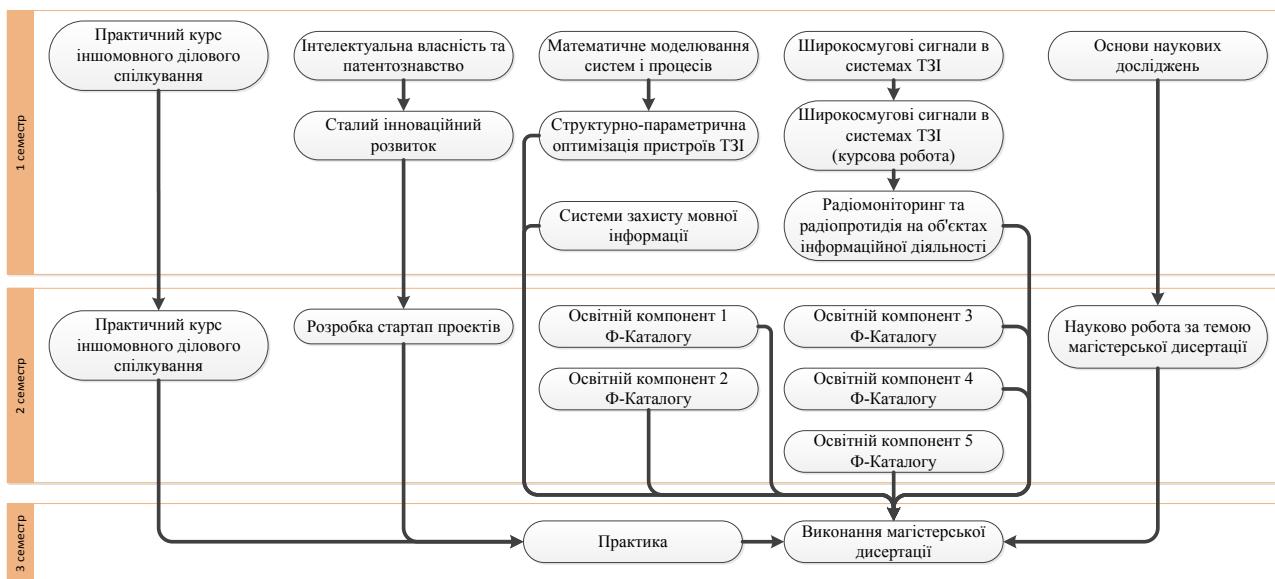 1 семестр
Практичний курс
іншомовного ділового
спілкування
Інтелектуальна власність та
патентознавство
Математичне моделювання
систем і процесів
Широкосмугові сигнали в
системах ТЗІ
Основи наукових
досліджень
Сталий інноваційний
розвиток
Структурно-параметрична
оптимізація пристроїв ТЗІ
Широкосмугові сигнали в
системах ТЗІ
(курсова робота)
Системи захисту мовної
інформації
Радіомоніторинг та
радіопротидія на об'єктах
інформаційної діяльності
2 семестр
Практичний курс
іншомовного ділового
спілкування
Розробка стартап проектів
Освітній компонент 1
Ф-Каталогу
Освітній компонент 3
Ф-Каталогу
Науково робота за темою
магістерської дисертації
Освітній компонент 2
Ф-Каталогу
Освітній компонент 4
Ф-Каталогу
Освітній компонент 5
Ф-Каталогу
3 семестр
Практика
Виконання магістерської
дисертації